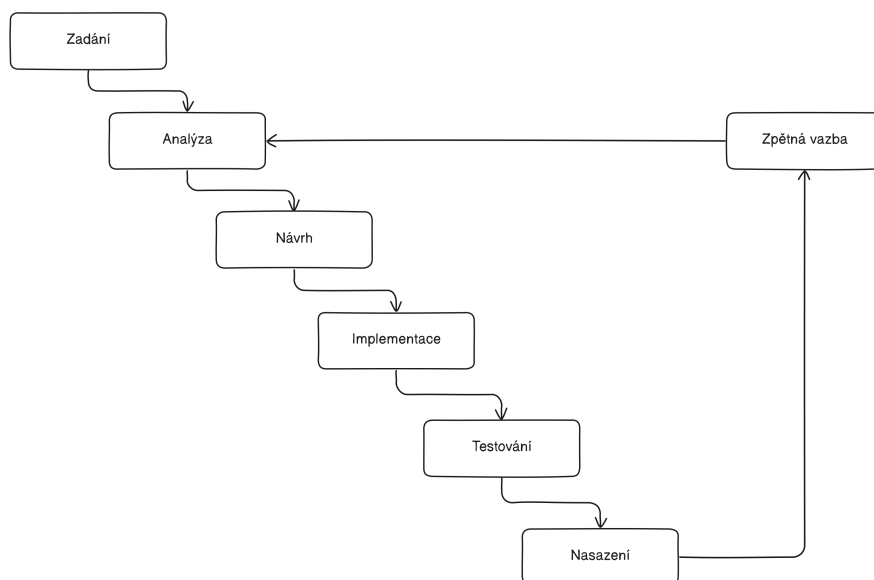 Zadání
Analýza
Zpětná vazba
Návrh
Implementace
Testování
Nasazení